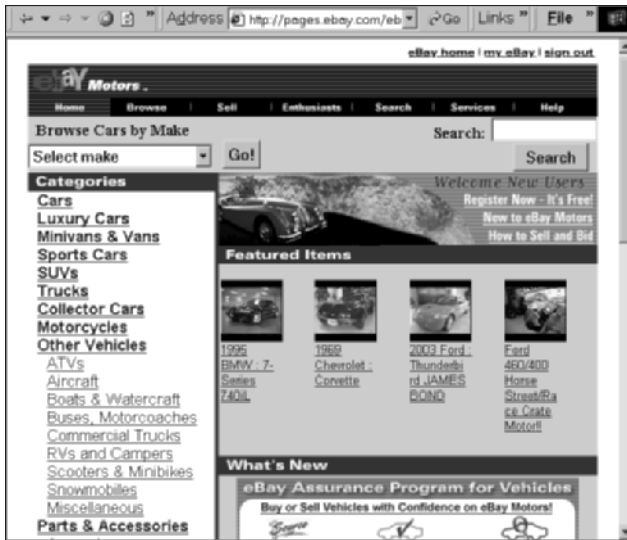 Address http://pages.ebay.com/eb Go Links " File "
eBay home | my eBay | sign out
ebaY Motors .
Home Browse | Sell | Enthusiasts | Search | Services | Help
Browse Cars by Make
Search:
Select make Go! Search
Categories
Cars
Luxury Cars
Minivans & Vans
Sports Cars
SUVs
Trucks
Collector Cars
Motorcycles
Other Vehicles
ATVs
Aircraft
Boats & Watercraft
Buses, Motorcoaches
Commercial Trucks
RVs and Campers
Scooters & Minibikes
Snowmobiles
Miscellaneous
Parts & Accessories
Welcome New Users
Register Now - It's Free!
New to eBay Motors
How to Sell and Bid
Featured Items
1995
BMW : 7-
Series
740iL
1969
Chevrolet :
Corvette
2003 Ford :
Thunderbi
rd JAMES
BOND
Ford
460/400
Horse
Street/Ra
ce Crate
Motor!!
What's New
eBay Assurance Program for Vehicles
Buy or Sell Vehicles with Confidence on eBay Motors!